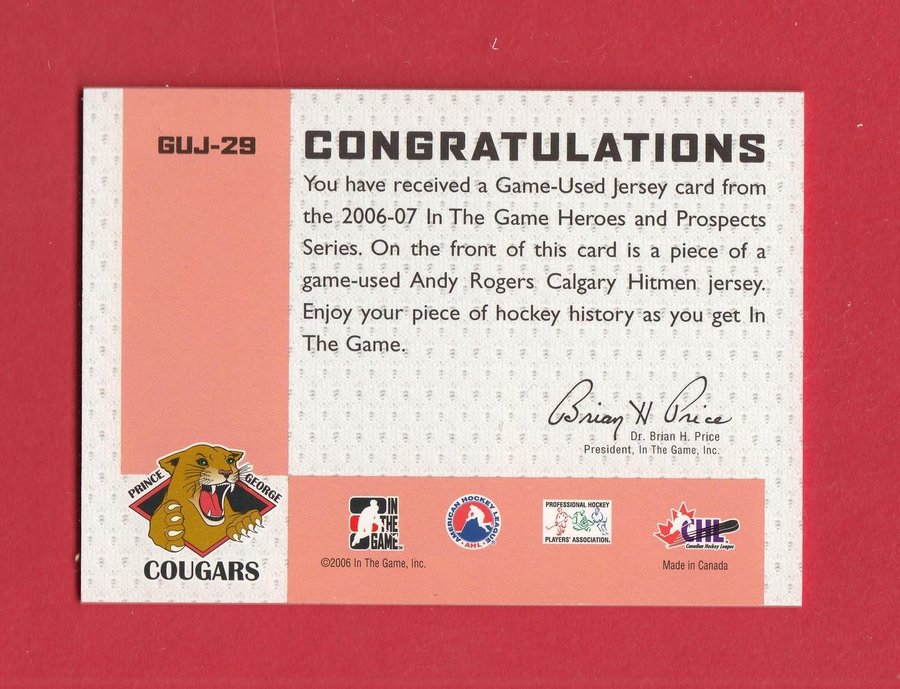 GUJ-29
CONGRATULATIONS
You have received a Game-Used Jersey card from
the 2006-07 In The Game Heroes and Prospects
Series. On the front of this card is a piece of a
game-used Andy Rogers Calgary Hitmen jersey.
Enjoy your piece of hockey history as you get In
The Game.
Brian H Price
Dr. Brian H. Price
President, In The Game, Inc.
PRINCE GEORGE
COUGARS
IN
THE
GAME
©2006 In The Game, Inc.
AMERICAN HOCKEY LEAGUE
AHL
PROFESSIONAL HOCKEY
PLAYERS' ASSOCIATION.
CHL
Canadian Hockey League
Made in Canada